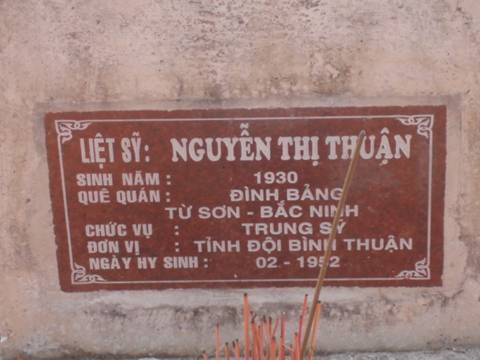 LIỆT SỸ: NGUYỄN THỊ THUẬN
SINH NĂM : 1930
QUÊ QUÁN : ĐÌNH BẢNG
TỪ SƠN - BẮC NINH
CHỨC VỤ : TRUNG SỸ
ĐƠN VỊ : TỈNH ĐỘI BÌNH THUẬN
NGÀY HY SINH : 02 - 1952